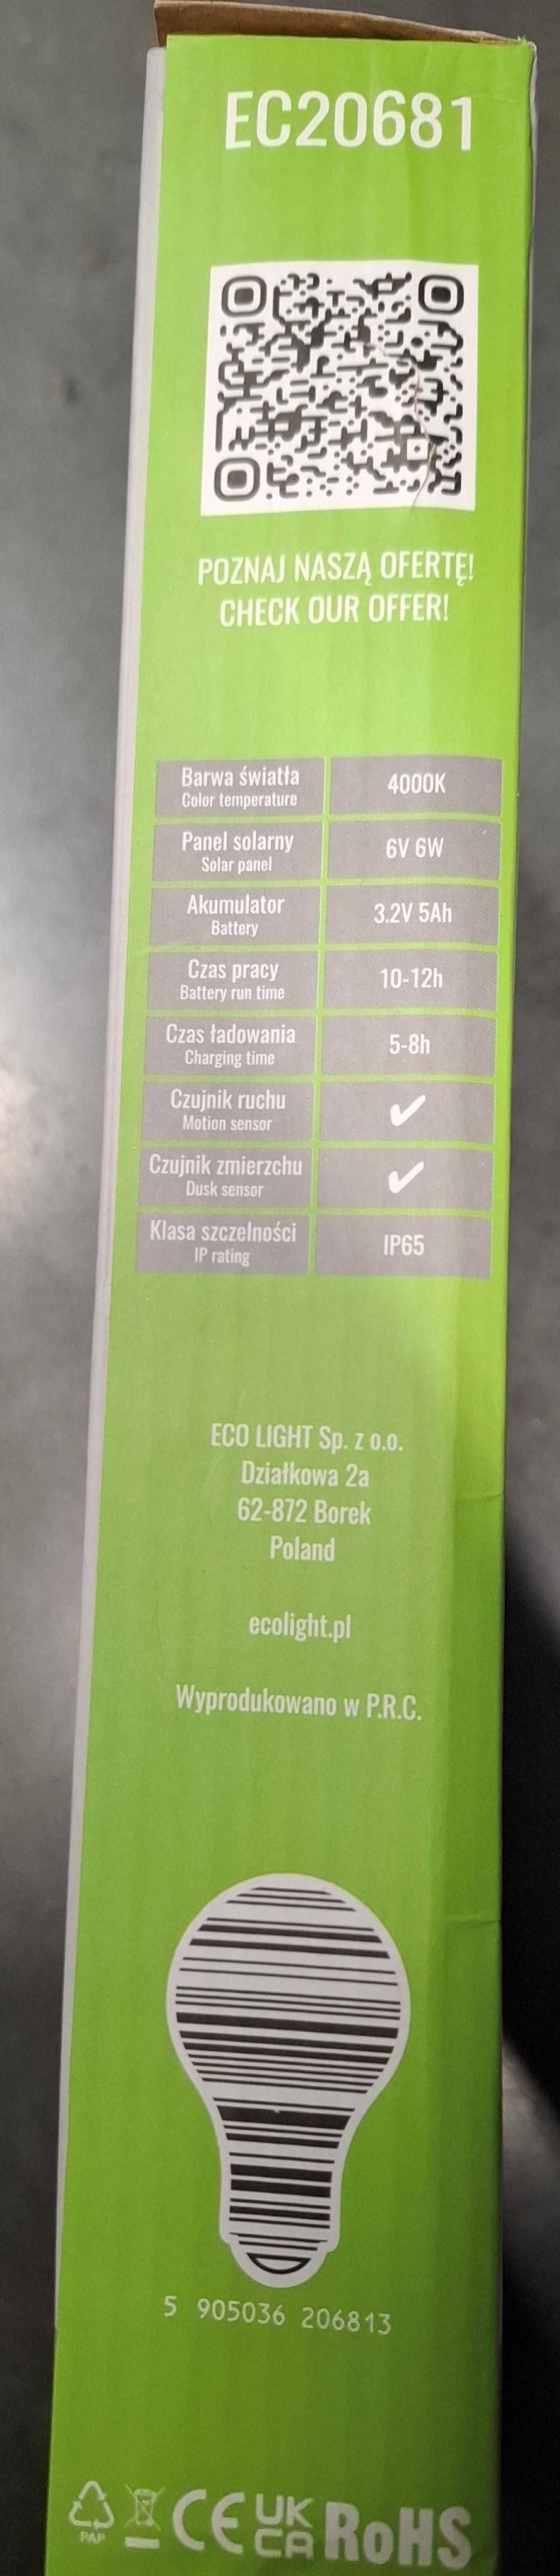 EC20681
POZNAJ NASZĄ OFERTĘ!
CHECK OUR OFFER!
Barwa światła
Color temperature
4000K
Panel solarny
Solar panel
6V 6W
Akumulator
Battery
3.2V 5Ah
Czas pracy
Battery run time
10-12h
Czas ładowania
Charging time
5-8h
Czujnik ruchu
Motion sensor
✔
Czujnik zmierzchu
Dusk sensor
✔
Klasa szczelności
IP rating
IP65
ECO LIGHT Sp. z o.o.
Działkowa 2a
62-872 Borek
Poland
ecolight.pl
Wyprodukowano w P.R.C.
5 905036 206813
PAP
CE UK CA RoHS